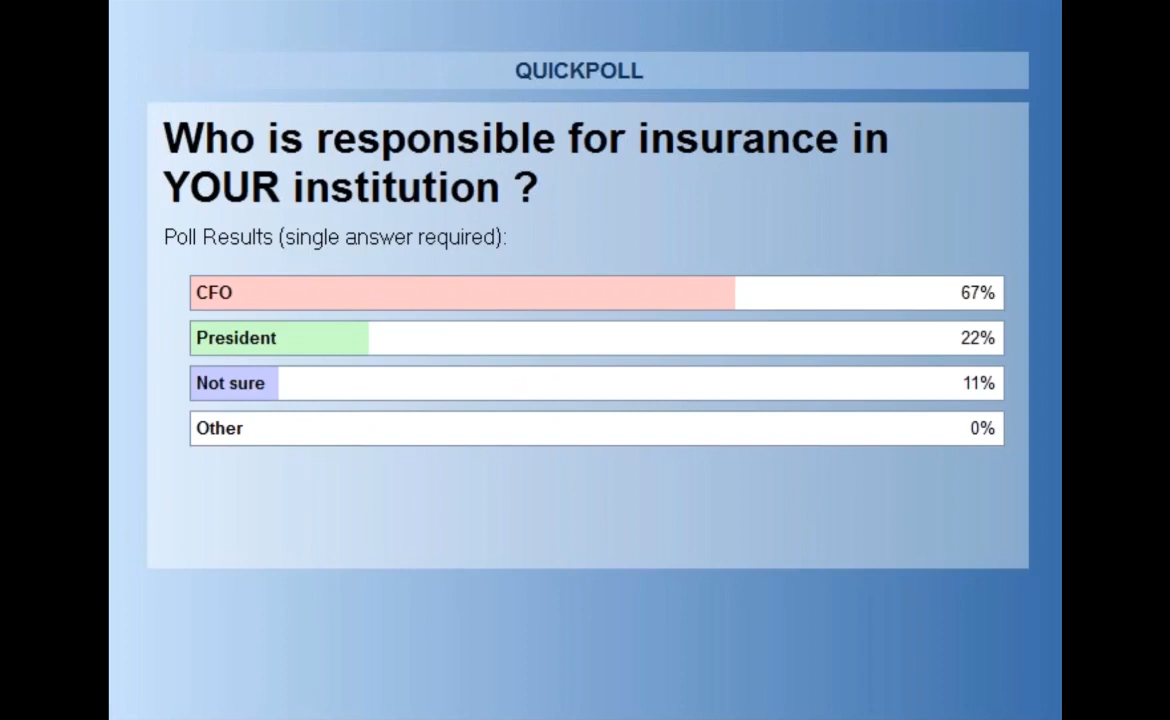 QUICKPOLL
Who is responsible for insurance in
YOUR institution ?
Poll Results (single answer required):
CFO 67%
President 22%
Not sure 11%
Other 0%